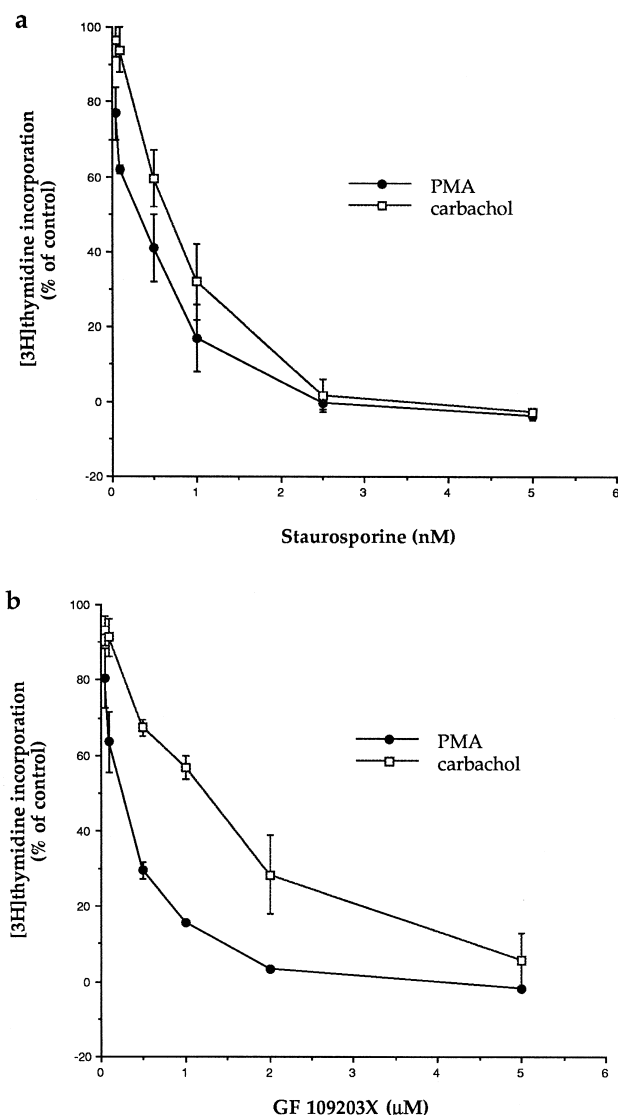 a
100
80
60
40
20
0
-20
[3H]thymidine incorporation
(% of control)
PMA
carbachol
0 1 2 3 4 5 6
Staurosporine (nM)
b
100
80
60
40
20
0
-20
[3H]thymidine incorporation
(% of control)
PMA
carbachol
0 1 2 3 4 5 6
GF 109203X (µM)